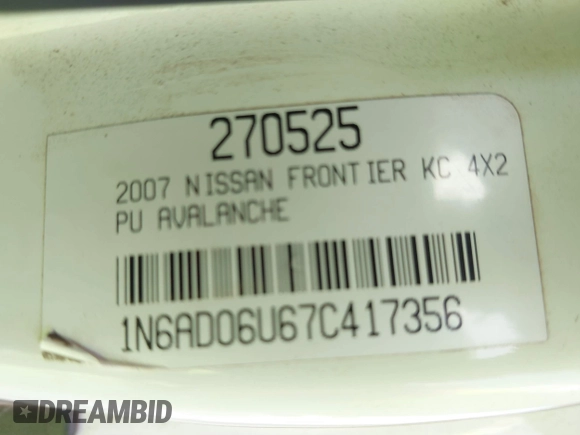 270525
2007 NISSAN FRONTIER KC 4X2
PU AVALANCHE
1N6AD06U67C417356
DREAMBID